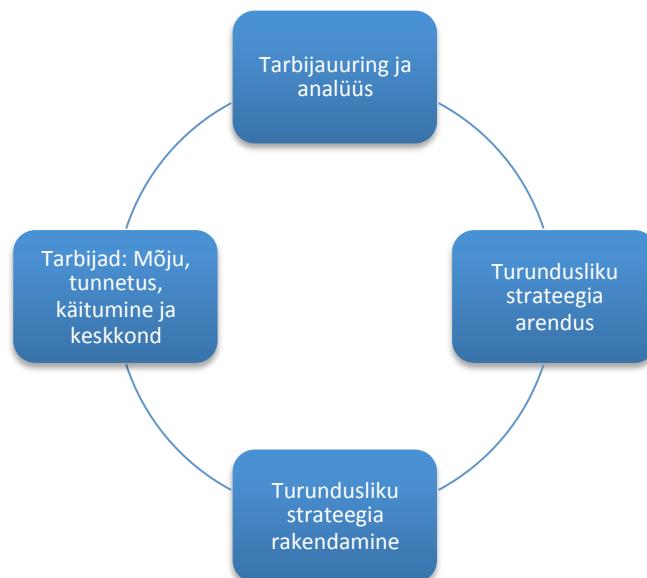 Tarbijauuring ja
analüüs
Tarbijad: Mõju,
tunnetus,
käitumine ja
keskkond
Turundusliku
strateegia
arendus
Turundusliku
strateegia
rakendamine